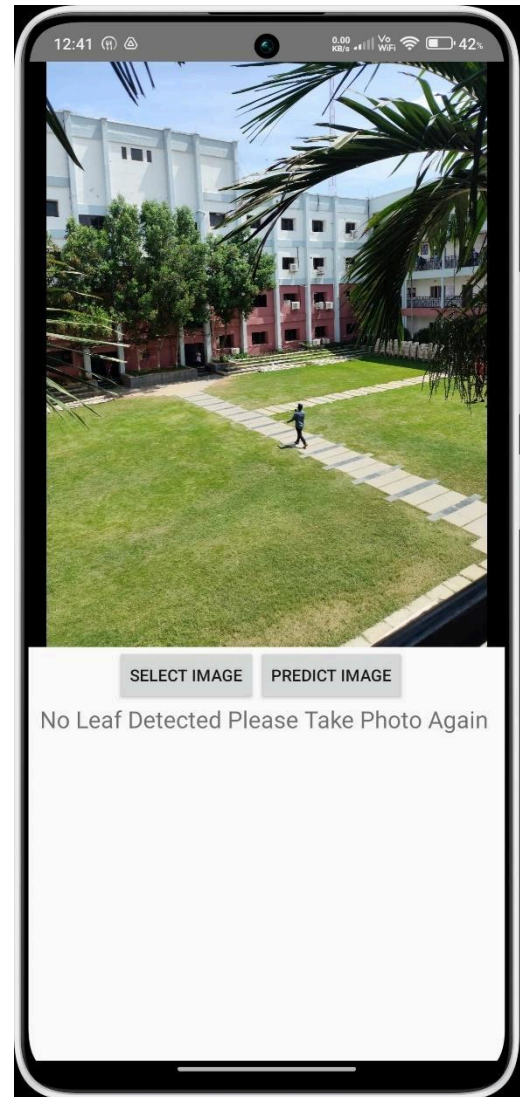 12:41 0.00 KB/s Vo WiFi 42%
SELECT IMAGE PREDICT IMAGE
No Leaf Detected Please Take Photo Again